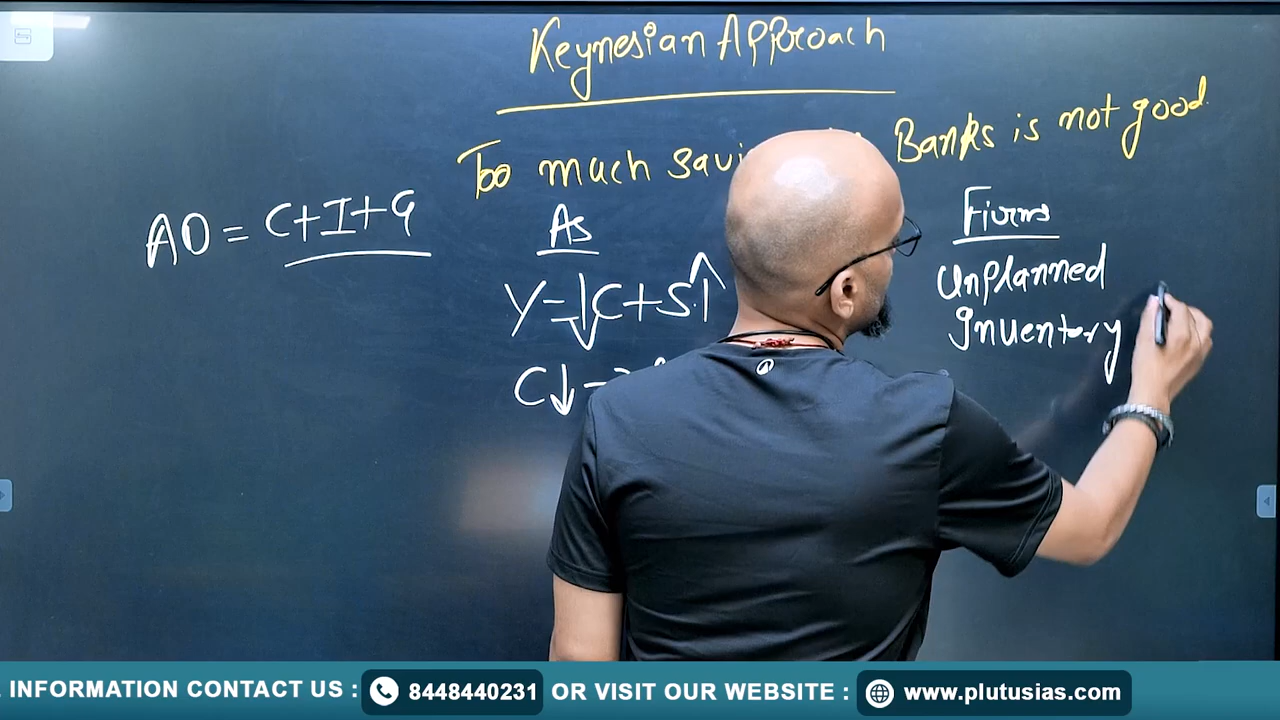 Keynesian Approach
Too much savi Banks is not good.
AD = C+I+G
As
Y=↓C+S↑
C↓
Firms
Unplanned
Inventory
INFORMATION CONTACT US : 8448440231 OR VISIT OUR WEBSITE : www.plutusias.com